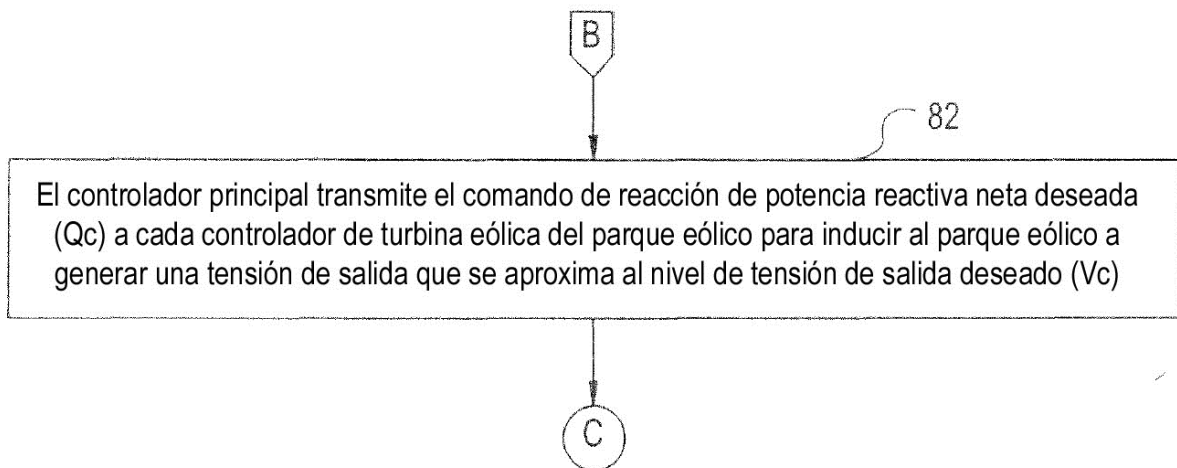 B
82
El controlador principal transmite el comando de reacción de potencia reactiva neta deseada
(Qc) a cada controlador de turbina eólica del parque eólico para inducir al parque eólico a
generar una tensión de salida que se aproxima al nivel de tensión de salida deseado (Vc)
C